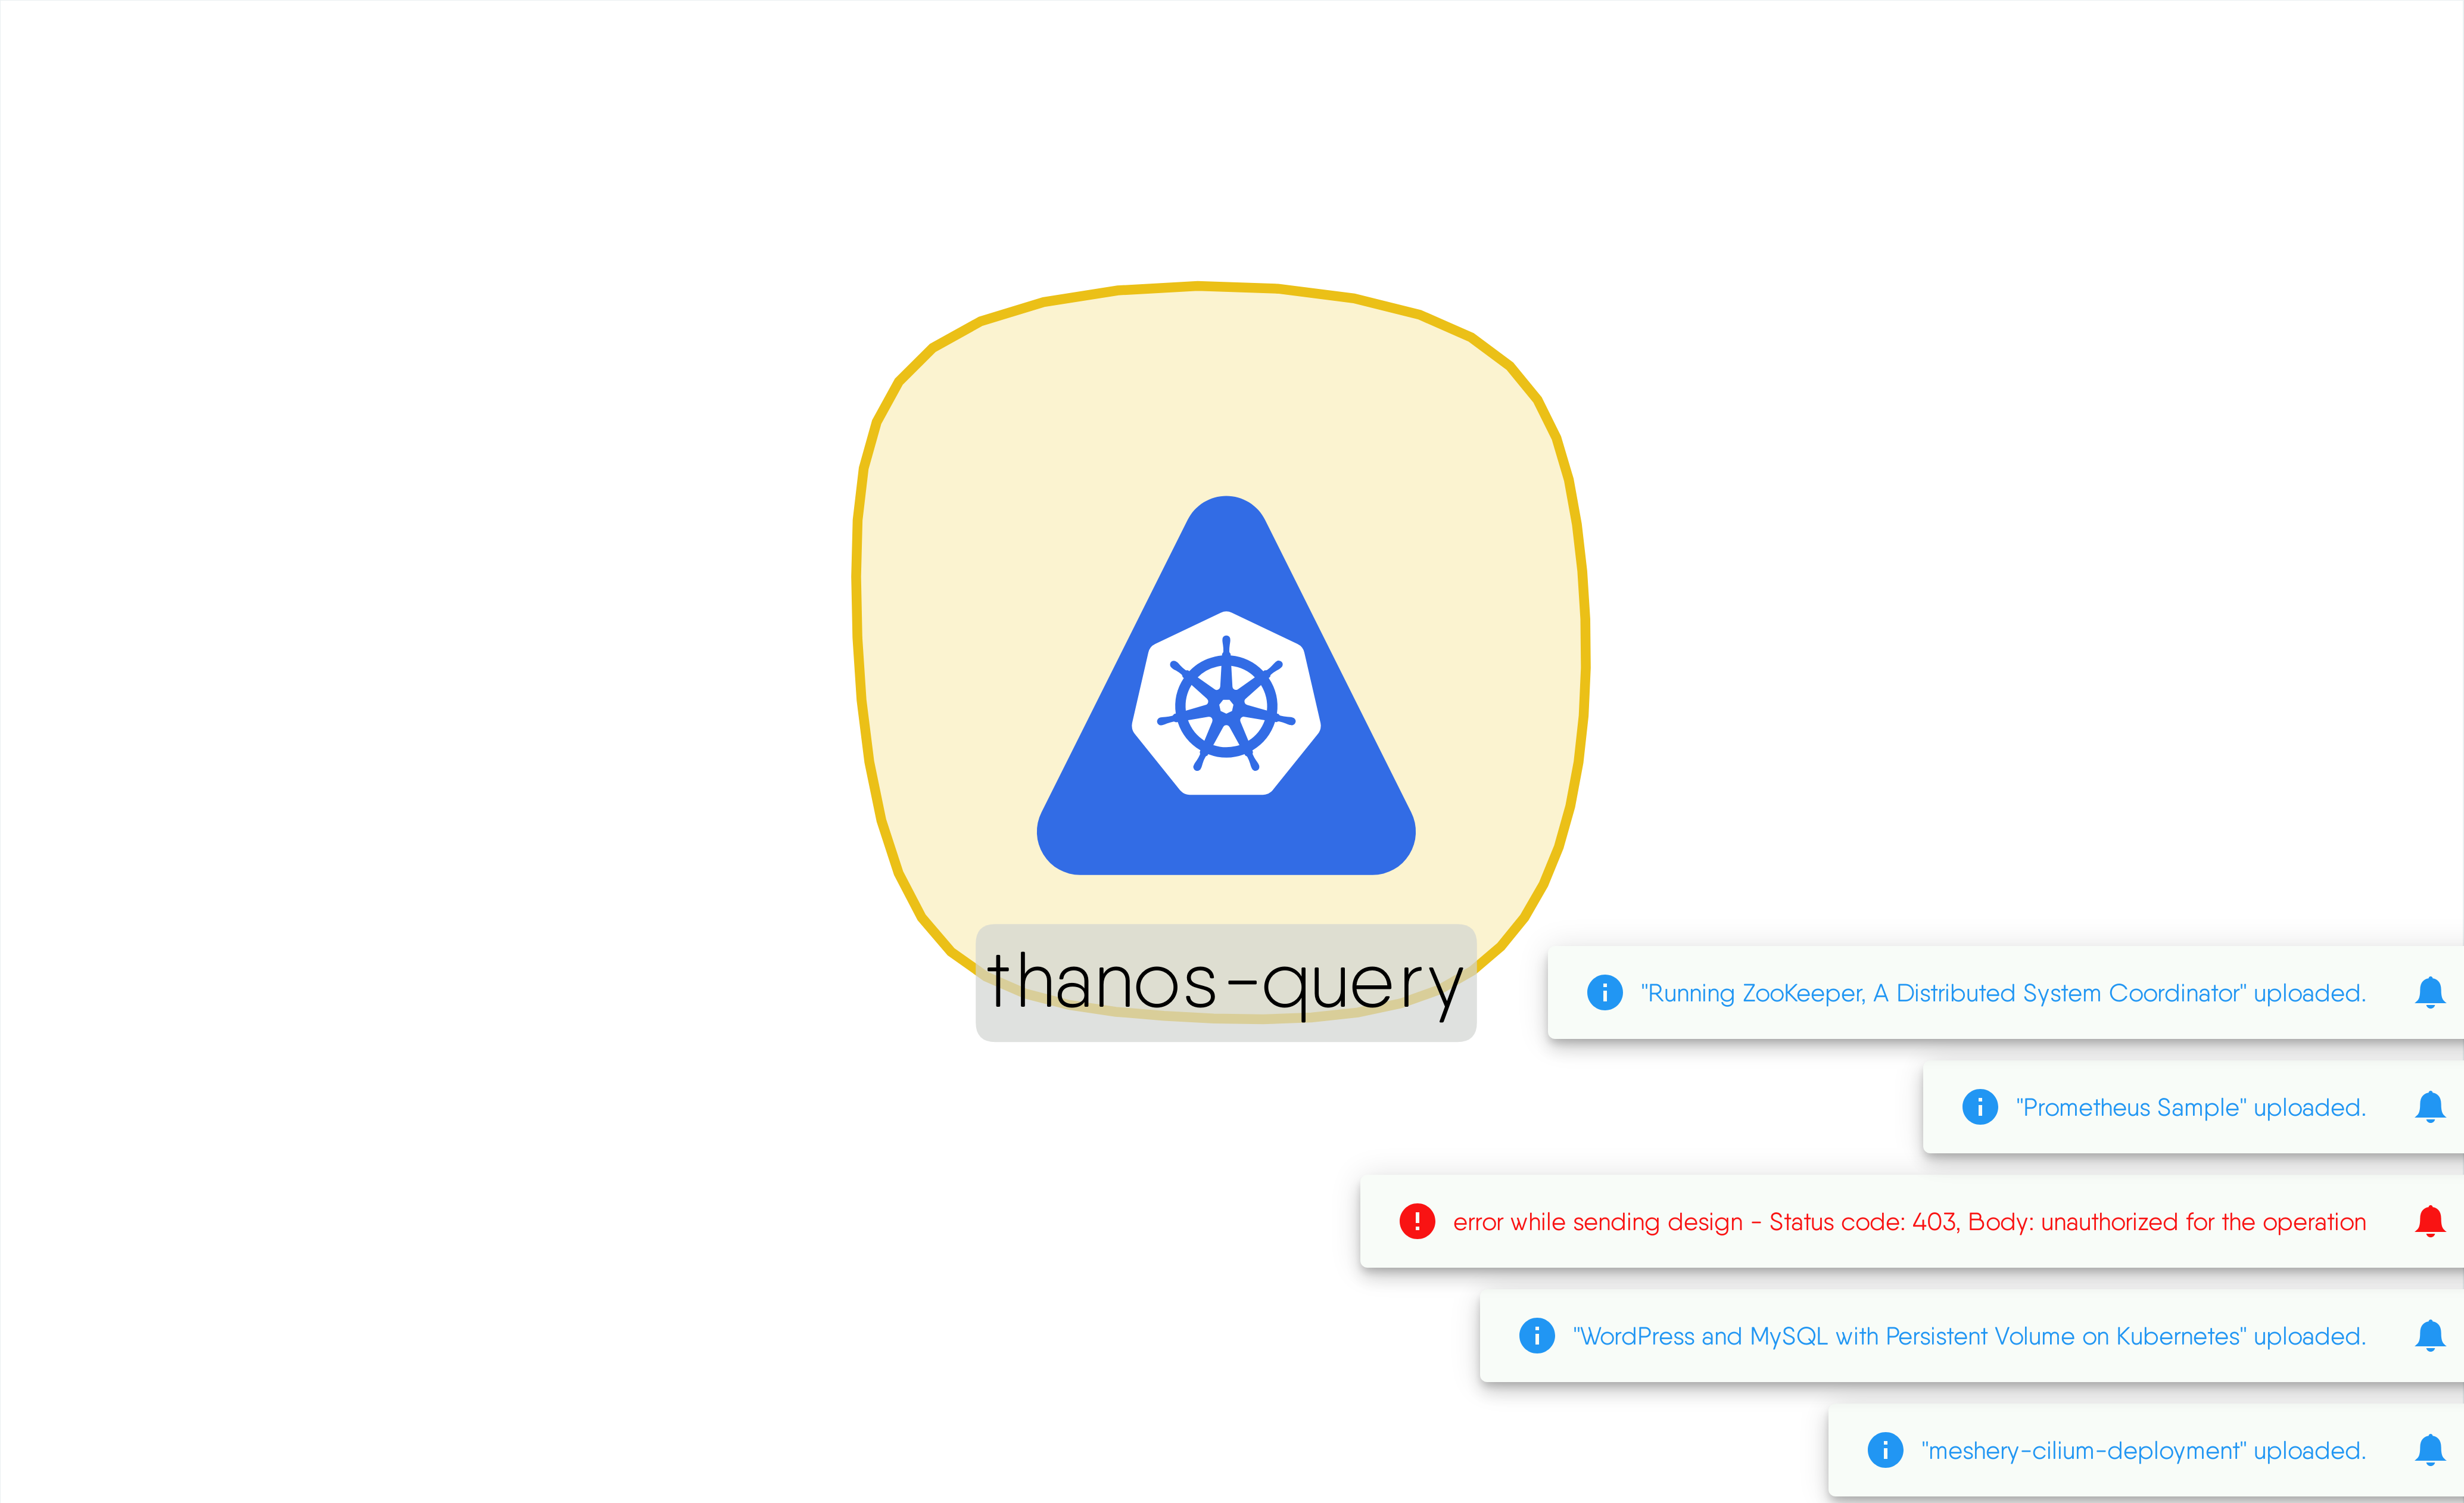 thanos-query
"Running ZooKeeper, A Distributed System Coordinator" uploaded.
"Prometheus Sample" uploaded.
error while sending design - Status code: 403, Body: unauthorized for the operation
"WordPress and MySQL with Persistent Volume on Kubernetes" uploaded.
"meshery-cilium-deployment" uploaded.